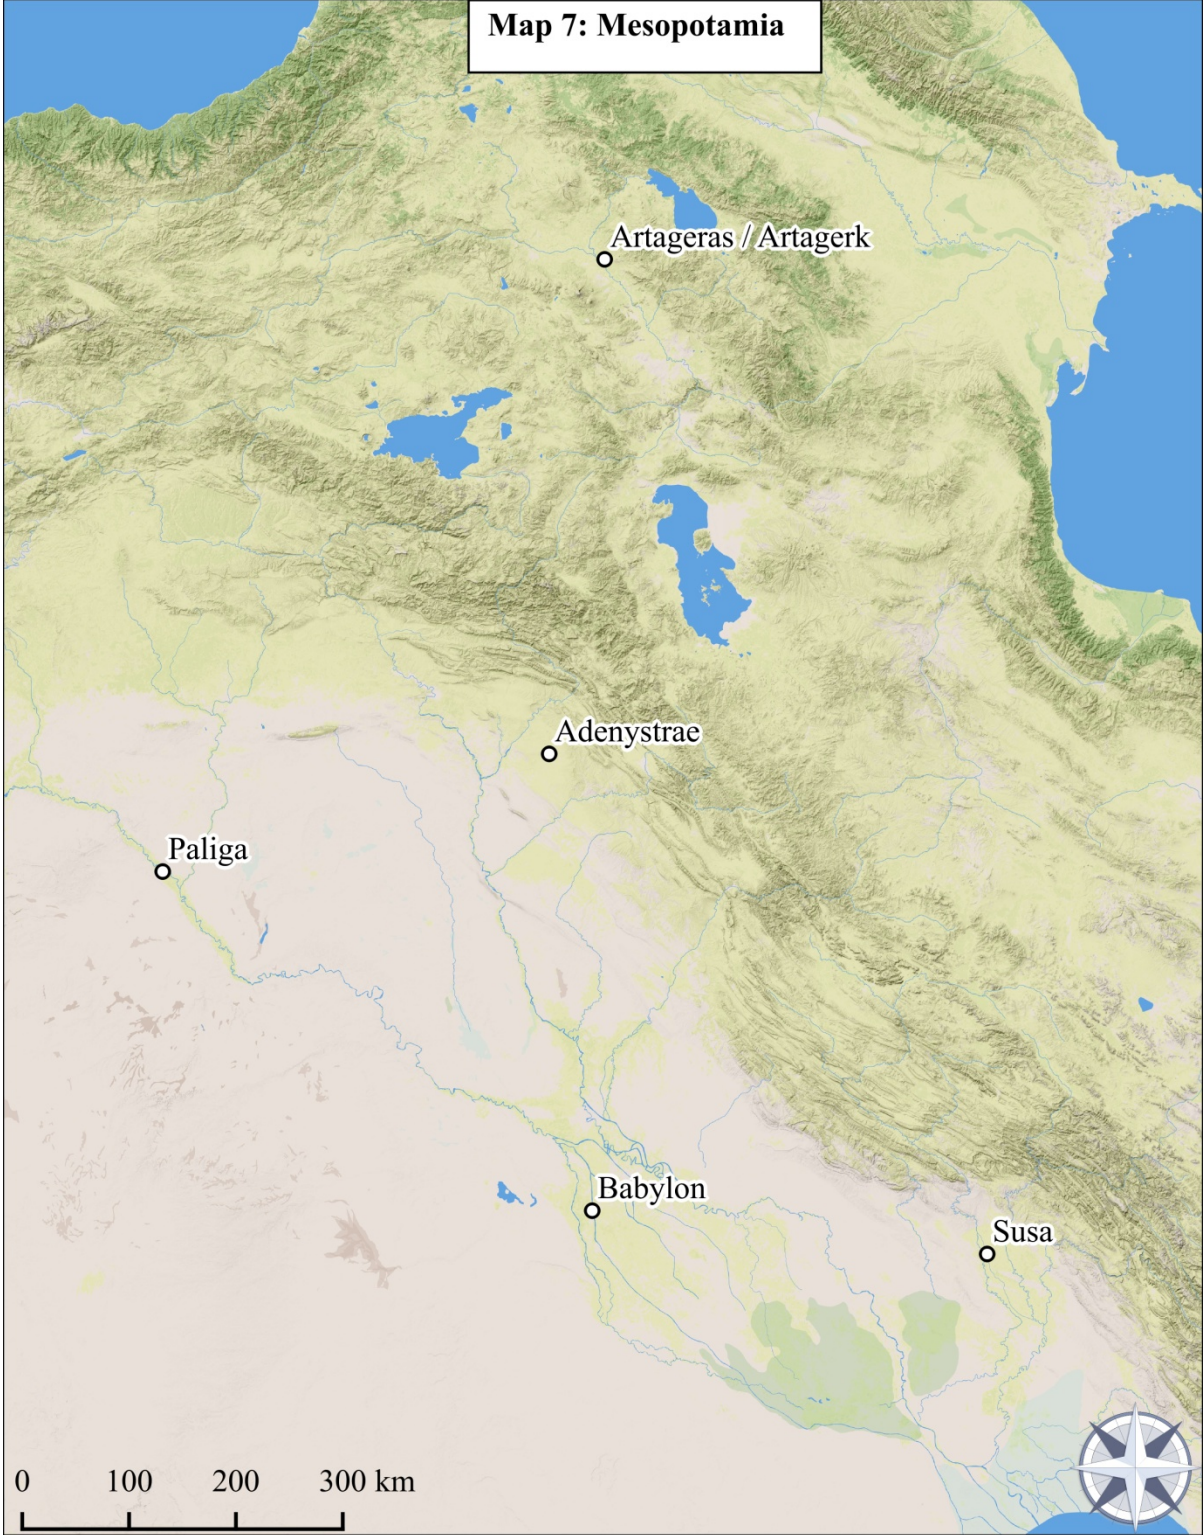 Map 7: Mesopotamia
Artageras / Artagerk
Adenystrae
Paliga
Babylon
Susa
0 100 200 300 km